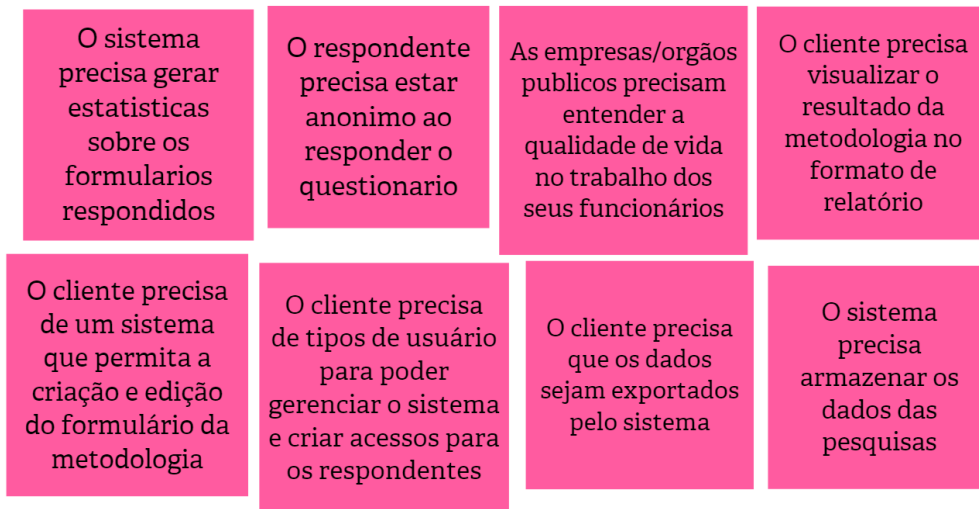 O sistema
precisa gerar
estatisticas
sobre os
formularios
respondidos
O respondente
precisa estar
anonimo ao
responder o
questionario
As empresas/orgãos
publicos precisam
entender a
qualidade de vida
no trabalho dos
seus funcionários
O cliente precisa
visualizar o
resultado da
metodologia no
formato de
relatório
O cliente precisa
de um sistema
que permita a
criação e edição
do formulário da
metodologia
O cliente precisa
de tipos de usuário
para poder
gerenciar o sistema
e criar acessos para
os respondentes
O cliente precisa
que os dados
sejam exportados
pelo sistema
O sistema
precisa
armazenar os
dados das
pesquisas